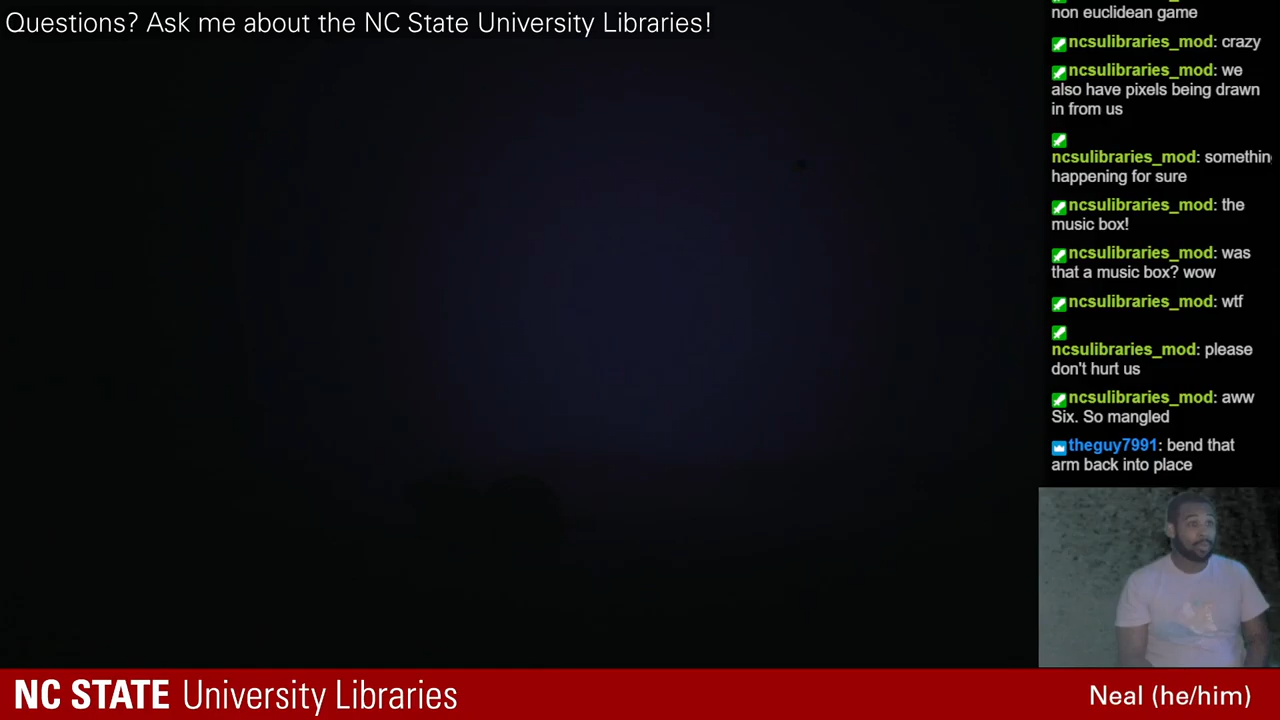 Questions? Ask me about the NC State University Libraries!
non euclidean game
ncsulibraries_mod: crazy
ncsulibraries_mod: we
also have pixels being drawn
in from us
ncsulibraries_mod: somethin
happening for sure
ncsulibraries_mod: the
music box!
ncsulibraries_mod: was
that a music box? wow
ncsulibraries_mod: wtf
ncsulibraries_mod: please
don't hurt us
ncsulibraries_mod: aww
Six. So mangled
theguy7991: bend that
arm back into place
NC STATE University Libraries
Neal (he/him)